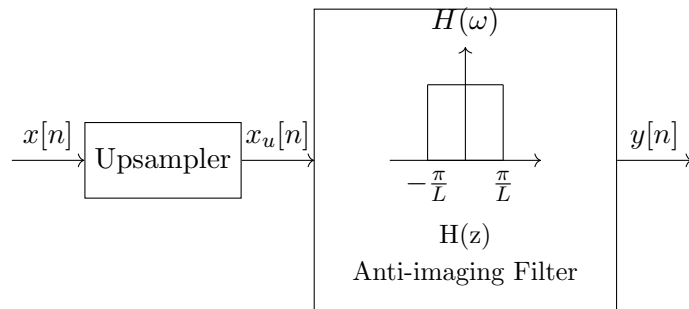 H(ω)
x[n]
Upsampler
x_u[n]
y[n]
-π/L
π/L
H(z)
Anti-imaging Filter